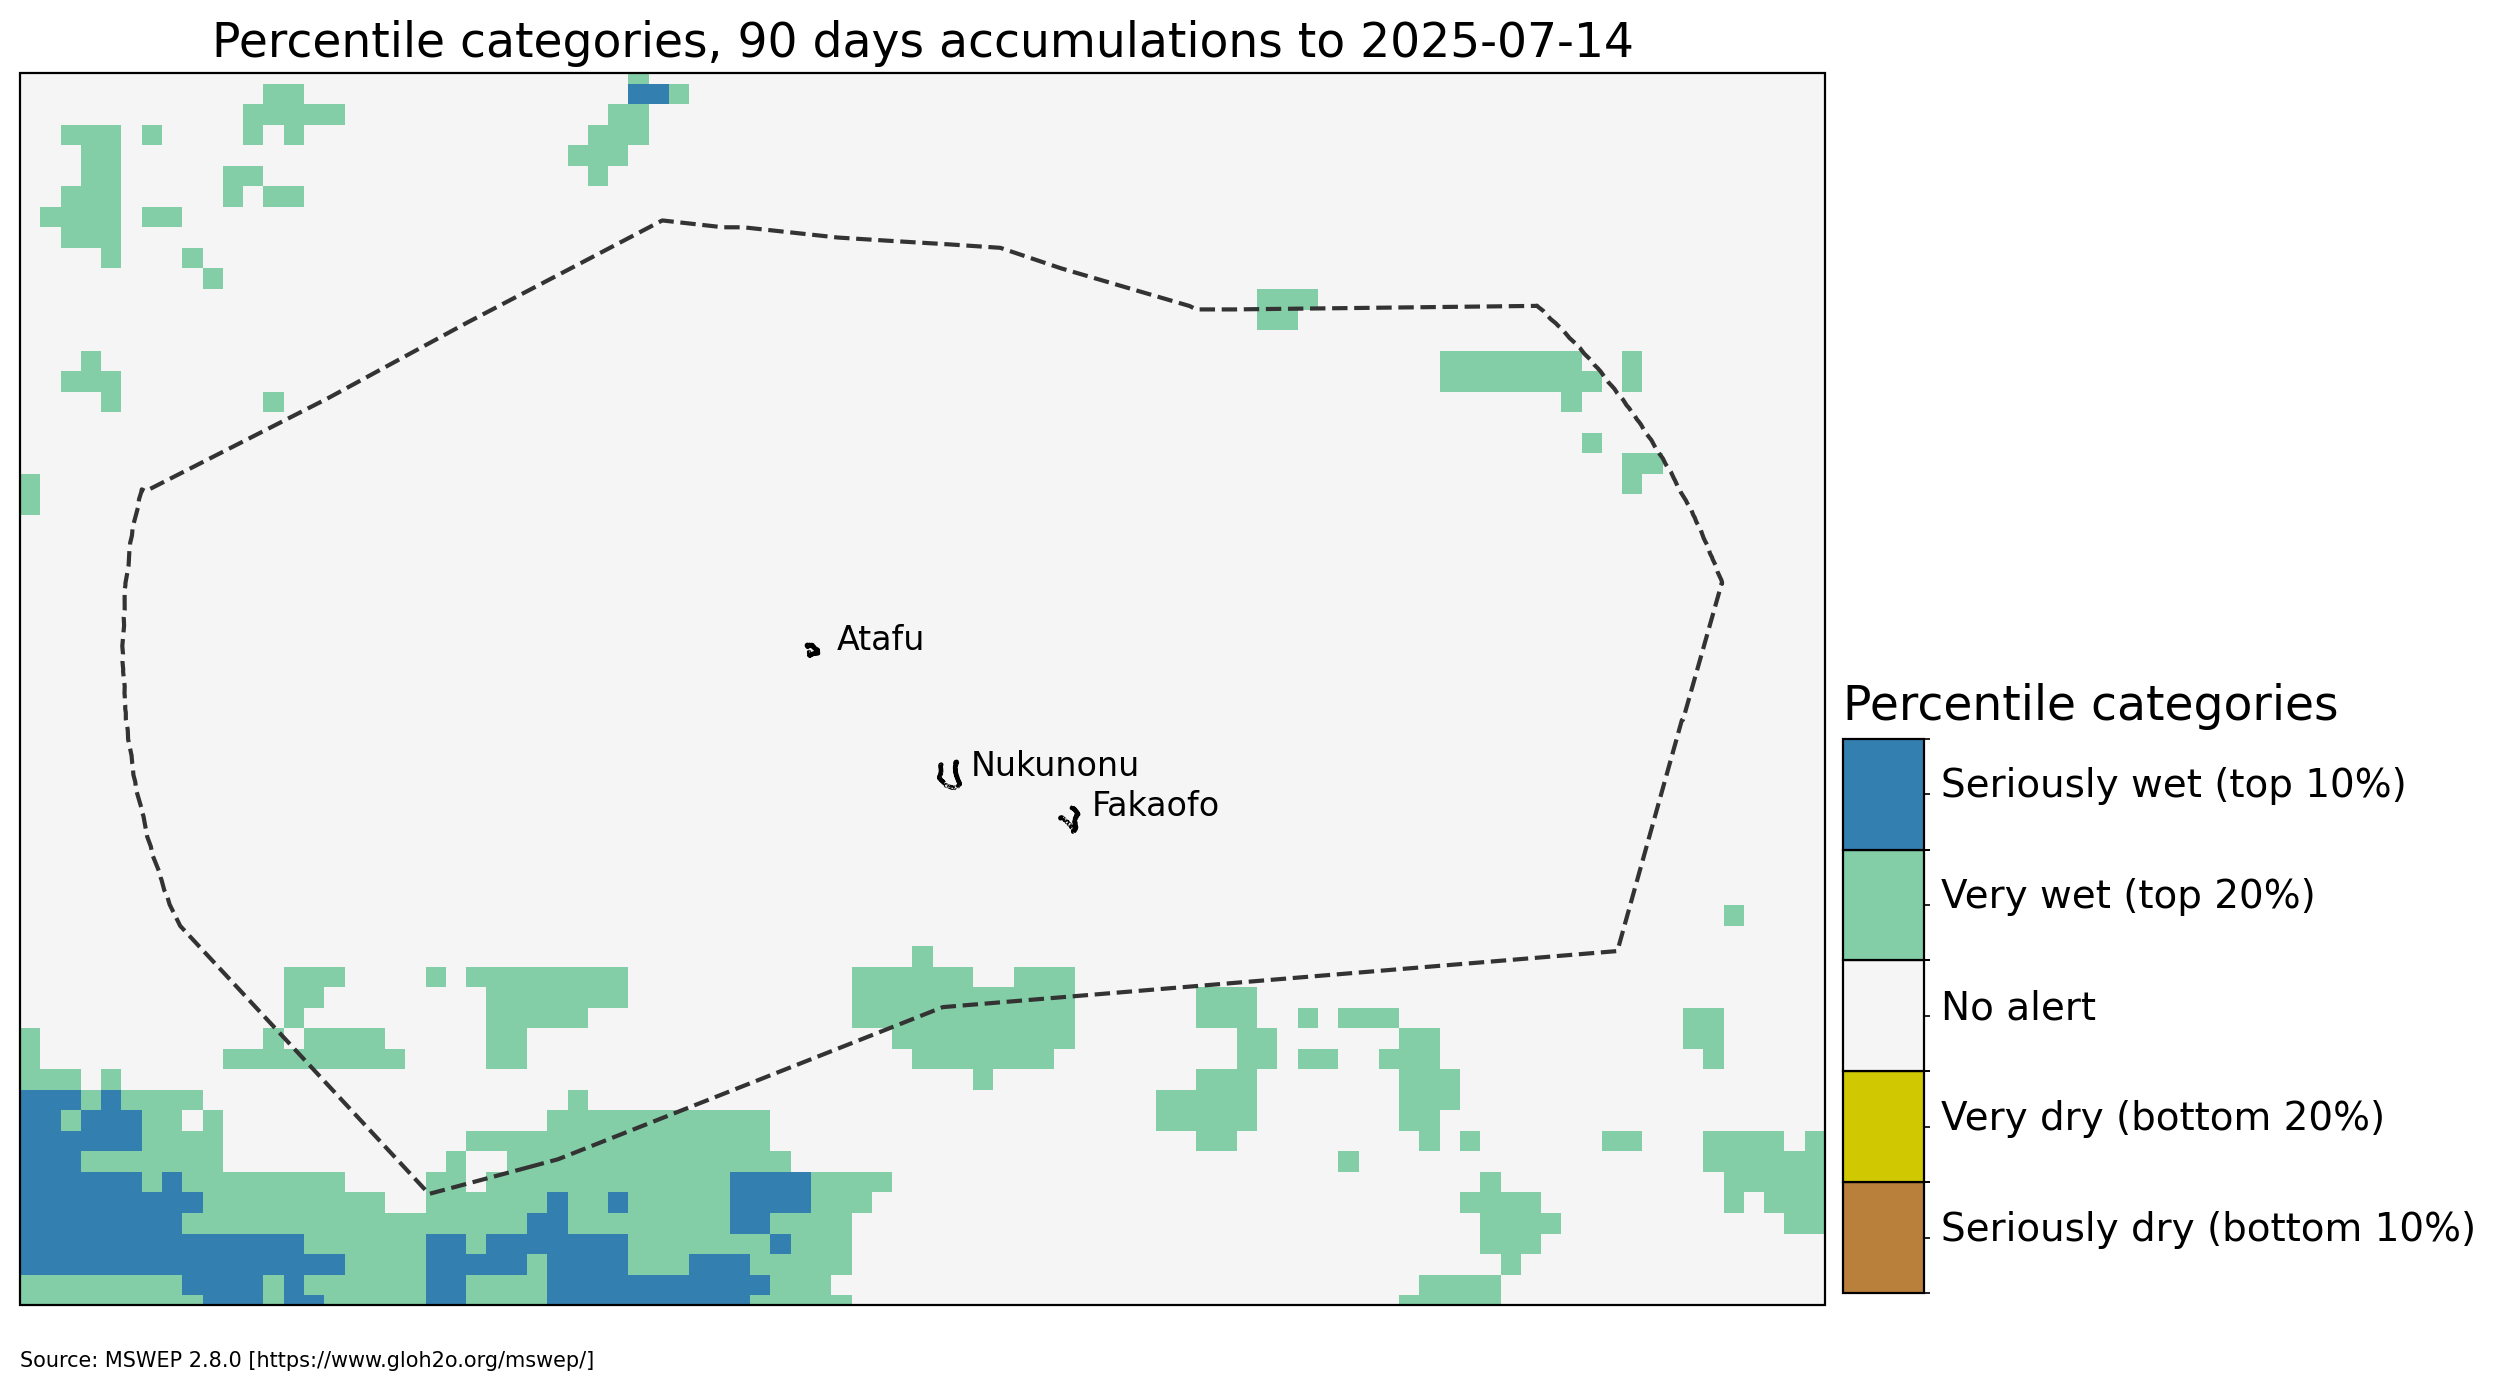 Percentile categories, 90 days accumulations to 2025-07-14
Atafu
Nukunonu
Fakaofo
Percentile categories
Seriously wet (top 10%)
Very wet (top 20%)
No alert
Very dry (bottom 20%)
Seriously dry (bottom 10%)
Source: MSWEP 2.8.0 [https://www.gloh2o.org/mswep/]